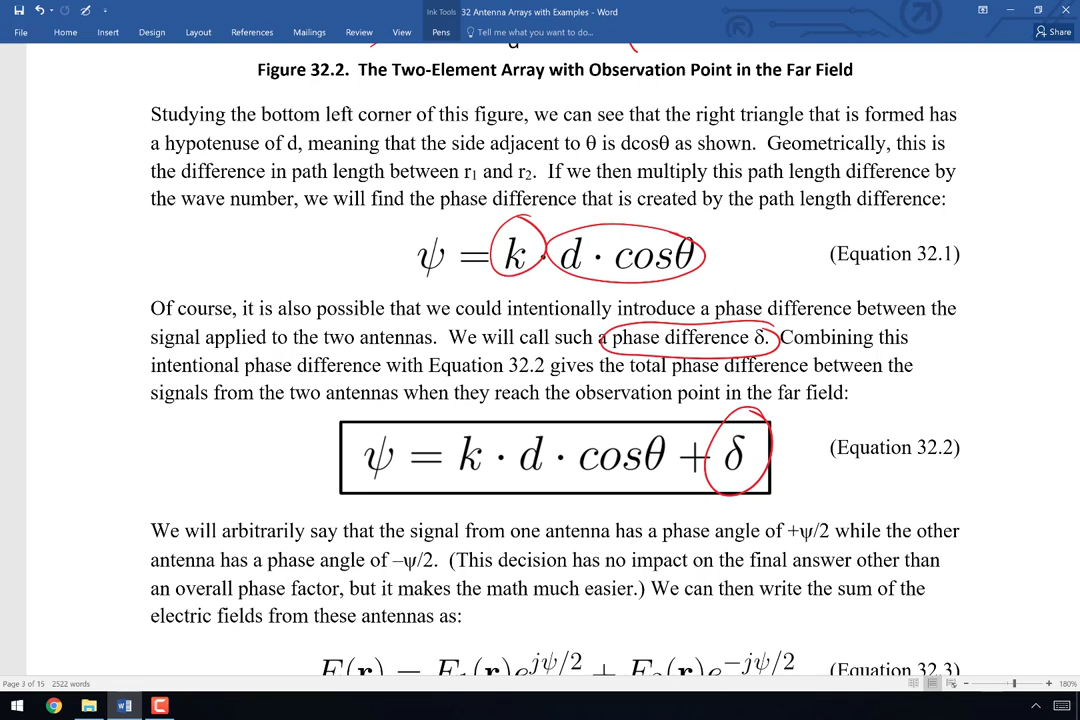 Ink Tools
32 Antenna Arrays with Examples - Word
File Home Insert Design Layout References Mailings Review View Pens Tell me what you want to do... Share
d
Figure 32.2. The Two-Element Array with Observation Point in the Far Field
Studying the bottom left corner of this figure, we can see that the right triangle that is formed has
a hypotenuse of d, meaning that the side adjacent to θ is dcosθ as shown. Geometrically, this is
the difference in path length between r₁ and r₂. If we then multiply this path length difference by
the wave number, we will find the phase difference that is created by the path length difference:
ψ = k · d · cosθ (Equation 32.1)
Of course, it is also possible that we could intentionally introduce a phase difference between the
signal applied to the two antennas. We will call such a phase difference δ. Combining this
intentional phase difference with Equation 32.2 gives the total phase difference between the
signals from the two antennas when they reach the observation point in the far field:
ψ = k · d · cosθ + δ (Equation 32.2)
We will arbitrarily say that the signal from one antenna has a phase angle of +ψ/2 while the other
antenna has a phase angle of –ψ/2. (This decision has no impact on the final answer other than
an overall phase factor, but it makes the math much easier.) We can then write the sum of the
electric fields from these antennas as:
E(r) = E₁(r)e^{jψ/2} + E₂(r)e^{−jψ/2} (Equation 32.3)
Page 3 of 15 2522 words 180%